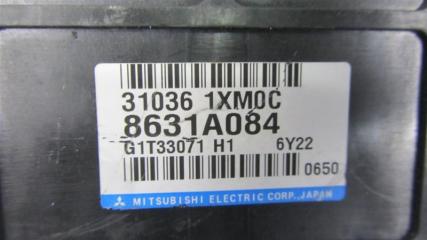 31036 1XM0C
8631A084
G1T33071 H1 6Y22
0650
MITSUBISHI ELECTRIC CORP., JAPAN